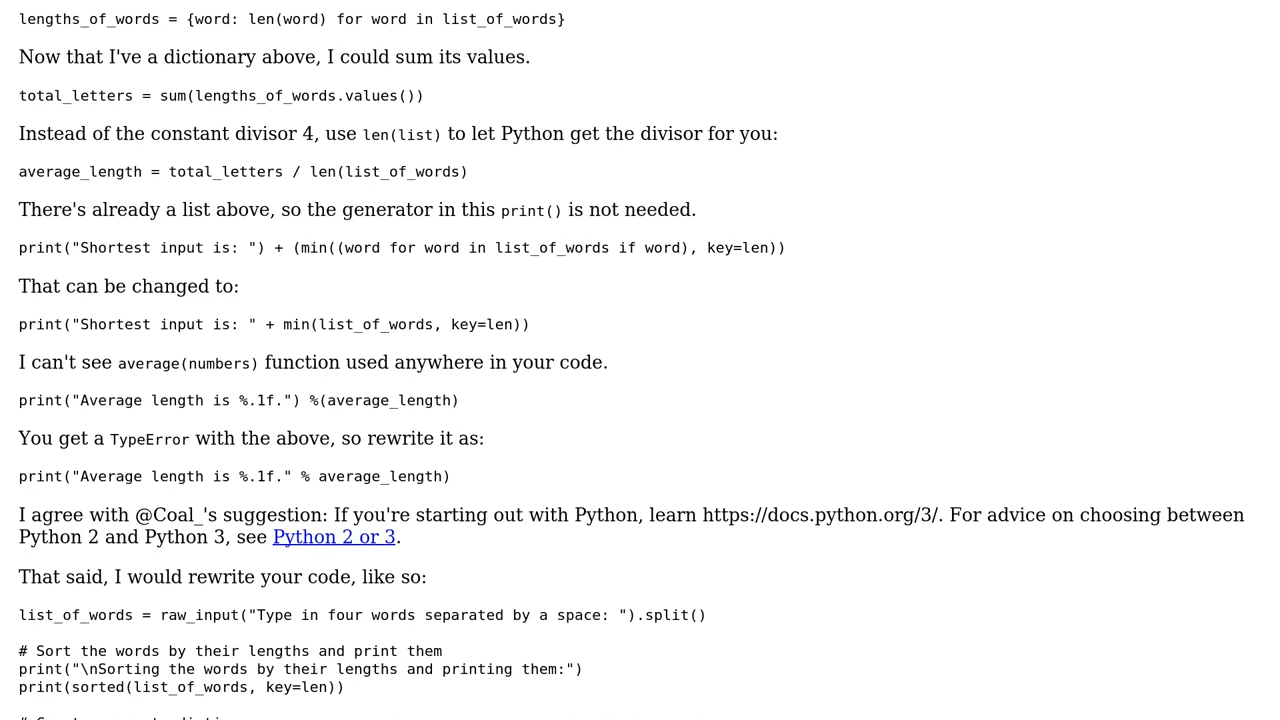 lengths_of_words = {word: len(word) for word in list_of_words}
Now that I've a dictionary above, I could sum its values.
total_letters = sum(lengths_of_words.values())
Instead of the constant divisor 4, use len(list) to let Python get the divisor for you:
average_length = total_letters / len(list_of_words)
There's already a list above, so the generator in this print() is not needed.
print("Shortest input is: ") + (min((word for word in list_of_words if word), key=len))
That can be changed to:
print("Shortest input is: " + min(list_of_words, key=len))
I can't see average(numbers) function used anywhere in your code.
print("Average length is %.1f.") %(average_length)
You get a TypeError with the above, so rewrite it as:
print("Average length is %.1f." % average_length)
I agree with @Coal_'s suggestion: If you're starting out with Python, learn https://docs.python.org/3/. For advice on choosing between
Python 2 and Python 3, see Python 2 or 3.
That said, I would rewrite your code, like so:
list_of_words = raw_input("Type in four words separated by a space: ").split()
# Sort the words by their lengths and print them
print("\nSorting the words by their lengths and printing them:")
print(sorted(list_of_words, key=len))